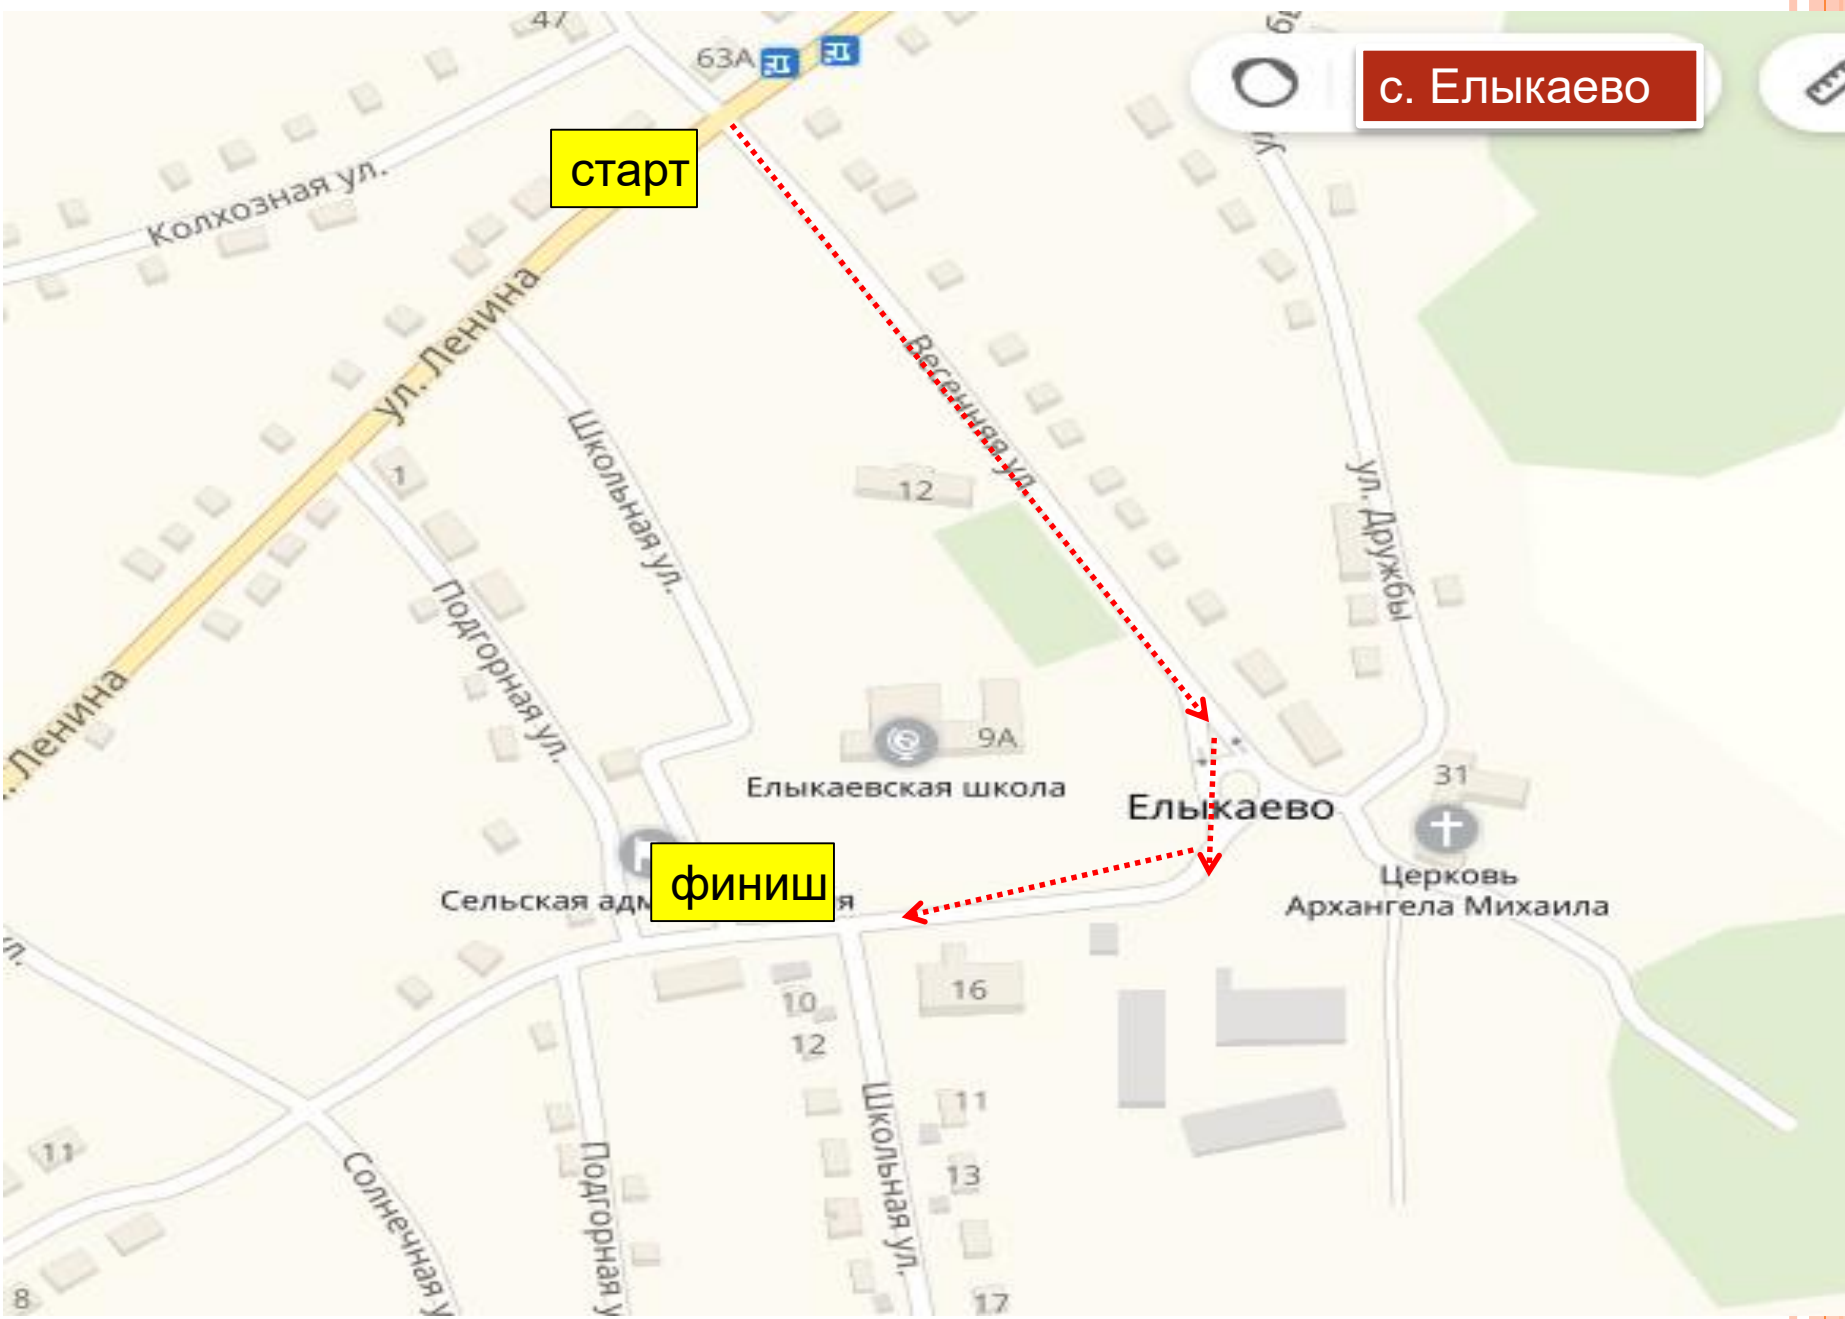 47
63А
с. Елыкаево
старт
Колхозная ул.
ул. Ленина
Весенняя ул.
Школьная ул.
1
12
ул. Дружбы
Подгорная ул.
Ленина
9А
Елыкаевская школа
31
Елыкаево
финиш
Церковь
Архангела Михаила
Сельская адм
я
ул.
16
10
12
11
11
Школьная ул.
Подгорная у
Солнечная у
13
8
17